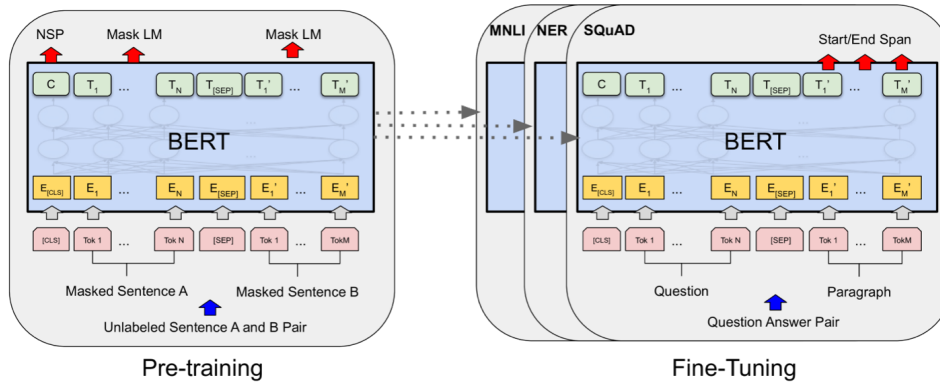 NSP Mask LM Mask LM
C T1 ... TN T[SEP] T1' ... TM'
BERT
E[CLS] E1 ... EN E[SEP] E1' ... EM'
[CLS] Tok 1 ... Tok N [SEP] Tok 1 ... TokM
Masked Sentence A Masked Sentence B
Unlabeled Sentence A and B Pair
Pre-training
MNLI NER SQuAD
Start/End Span
C T1 ... TN T[SEP] T1' ... TM'
BERT
E[CLS] E1 ... EN E[SEP] E1' ... EM'
[CLS] Tok 1 ... Tok N [SEP] Tok 1 ... TokM
Question Paragraph
Question Answer Pair
Fine-Tuning